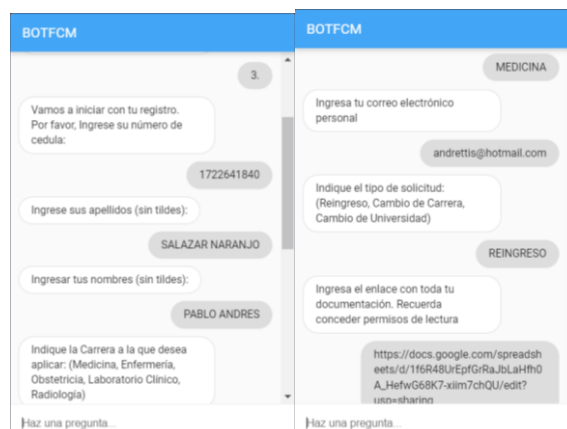 BOTFCM
3.
Vamos a iniciar con tu registro.
Por favor, Ingrese su número de
cedula:
1722641840
Ingrese sus apellidos (sin tildes):
SALAZAR NARANJO
Ingresar tus nombres (sin tildes):
PABLO ANDRES
Indique la Carrera a la que desea
aplicar: (Medicina, Enfermería,
Obstetricia, Laboratorio Clínico,
Radiología)
Haz una pregunta...
BOTFCM
MEDICINA
Ingresa tu correo electrónico
personal
andrettis@hotmail.com
Indique el tipo de solicitud:
(Reingreso, Cambio de Carrera,
Cambio de Universidad)
REINGRESO
Ingresa el enlace con toda tu
documentación. Recuerda
conceder permisos de lectura
https://docs.google.com/spreadsh
eets/d/1f6R48UrEpfGrRaJbLaHfh0
A_HefwG68K7-xiim7chQU/edit?
usp=sharing
Haz una pregunta...